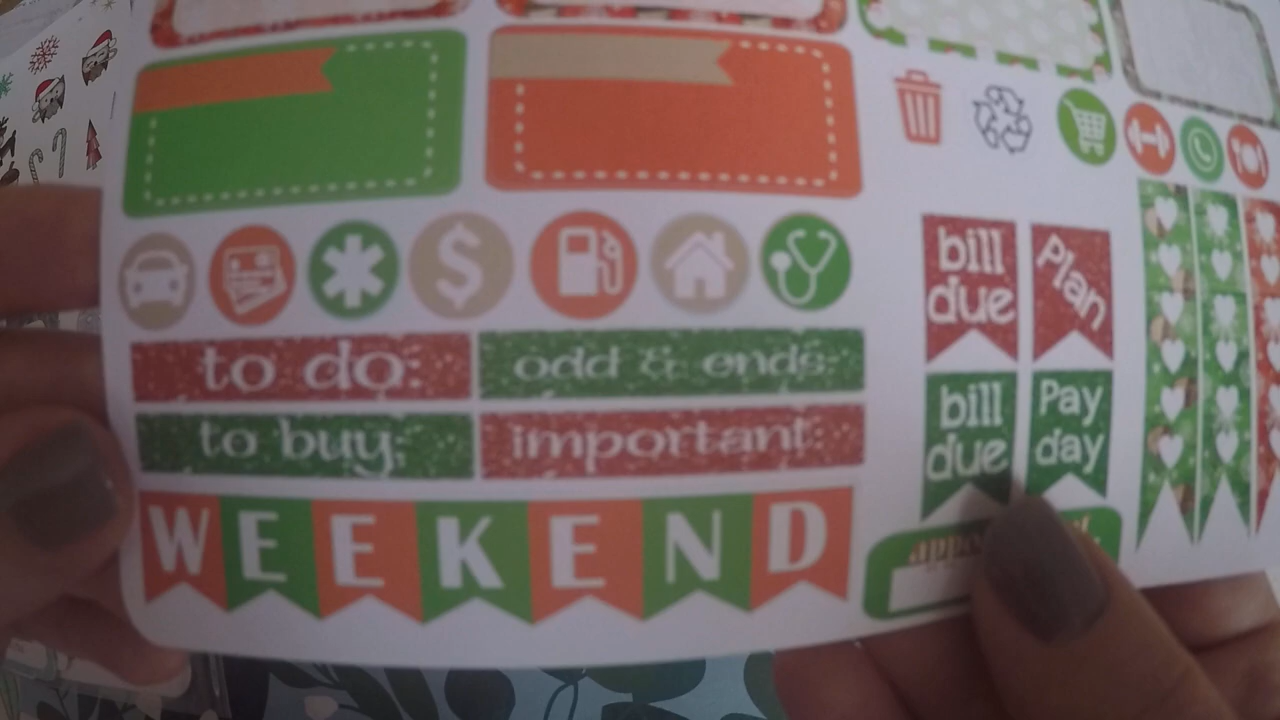 to do:
odd & ends:
to buy:
important:
WEEKEND
bill
due
Plan
bill
due
Pay
day